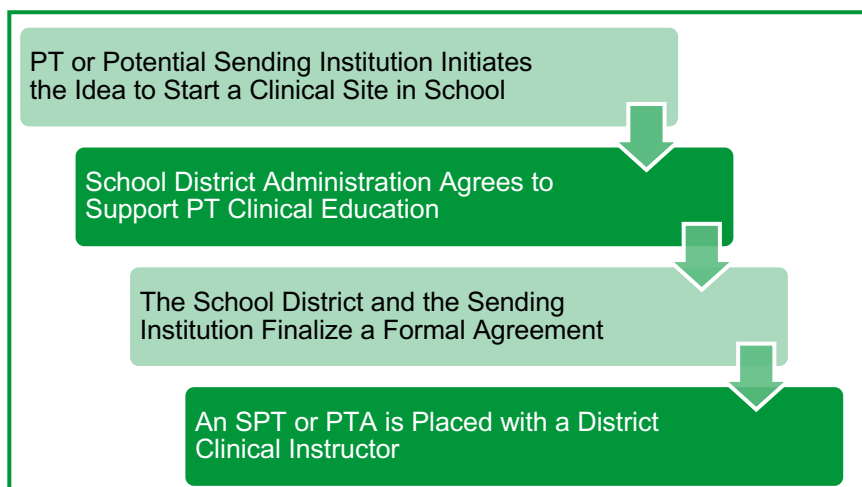 PT or Potential Sending Institution Initiates
the Idea to Start a Clinical Site in School
School District Administration Agrees to
Support PT Clinical Education
The School District and the Sending
Institution Finalize a Formal Agreement
An SPT or PTA is Placed with a District
Clinical Instructor